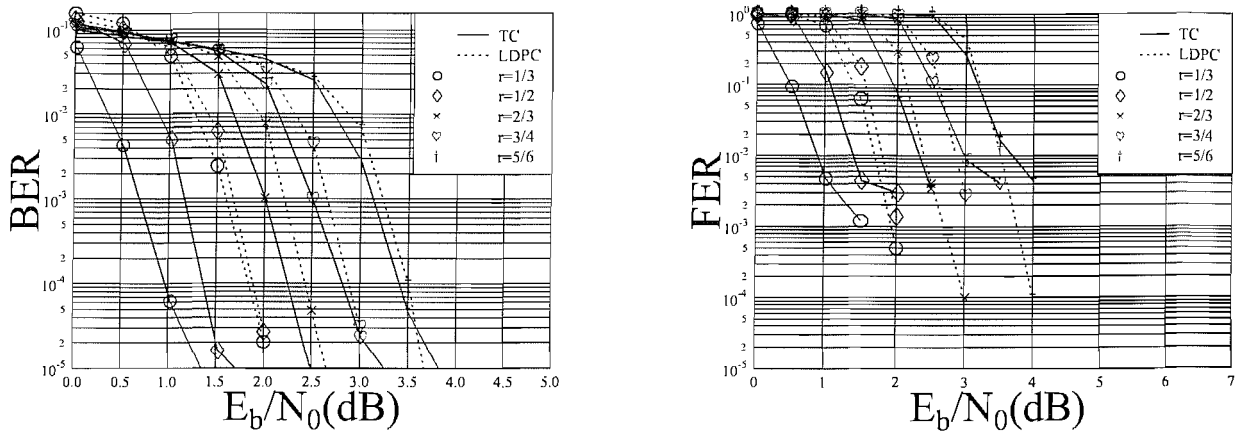 10⁻¹
5
2
10⁻²
5
2
10⁻³
5
2
10⁻⁴
5
2
10⁻⁵
BER
0.0 0.5 1.0 1.5 2.0 2.5 3.0 3.5 4.0 4.5 5.0
E_b/N_0(dB)
TC
LDPC
r=1/3
r=1/2
r=2/3
r=3/4
r=5/6
10⁰
5
2
10⁻¹
5
2
10⁻²
5
2
10⁻³
5
2
10⁻⁴
5
2
10⁻⁵
FER
0 1 2 3 4 5 6 7
E_b/N_0(dB)
TC
LDPC
r=1/3
r=1/2
r=2/3
r=3/4
r=5/6